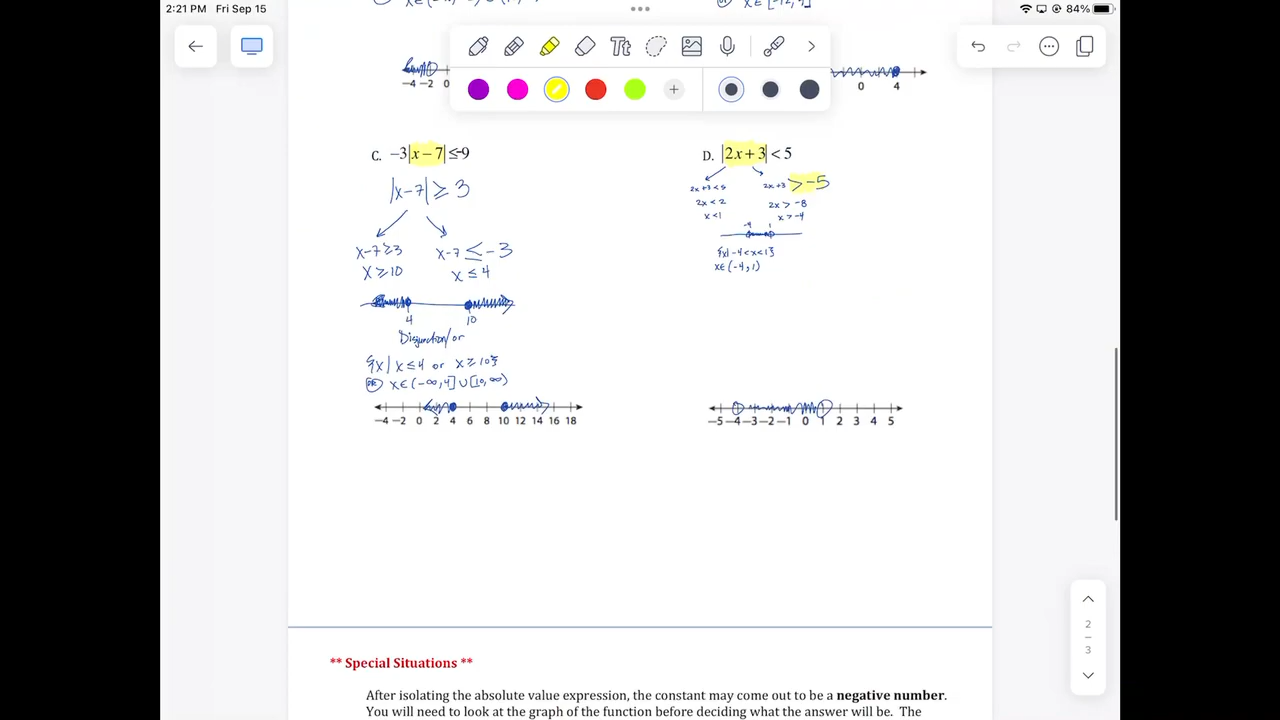 2:21 PM Fri Sep 15
84%
Tt
-4 -2 0
0 4
C. −3|x − 7| ≤ -9
|x-7| ≥ 3
x-7≥3 x-7 ≤ -3
x ≥ 10 x ≤ 4
4 10
Disjunction/or
{x| x ≤ 4 or x ≥ 10}
OR x∈(-∞,4]∪[10,∞)
−4 −2 0 2 4 6 8 10 12 14 16 18
D. |2x + 3| < 5
2x+3 < 5 2x+3 > -5
2x < 2 2x > -8
x < 1 x > -4
-4 1
{x| -4 < x < 1}
x∈(-4, 1)
−5 −4 −3 −2 −1 0 1 2 3 4 5
2
3
** Special Situations **
After isolating the absolute value expression, the constant may come out to be a negative number.
You will need to look at the graph of the function before deciding what the answer will be. The